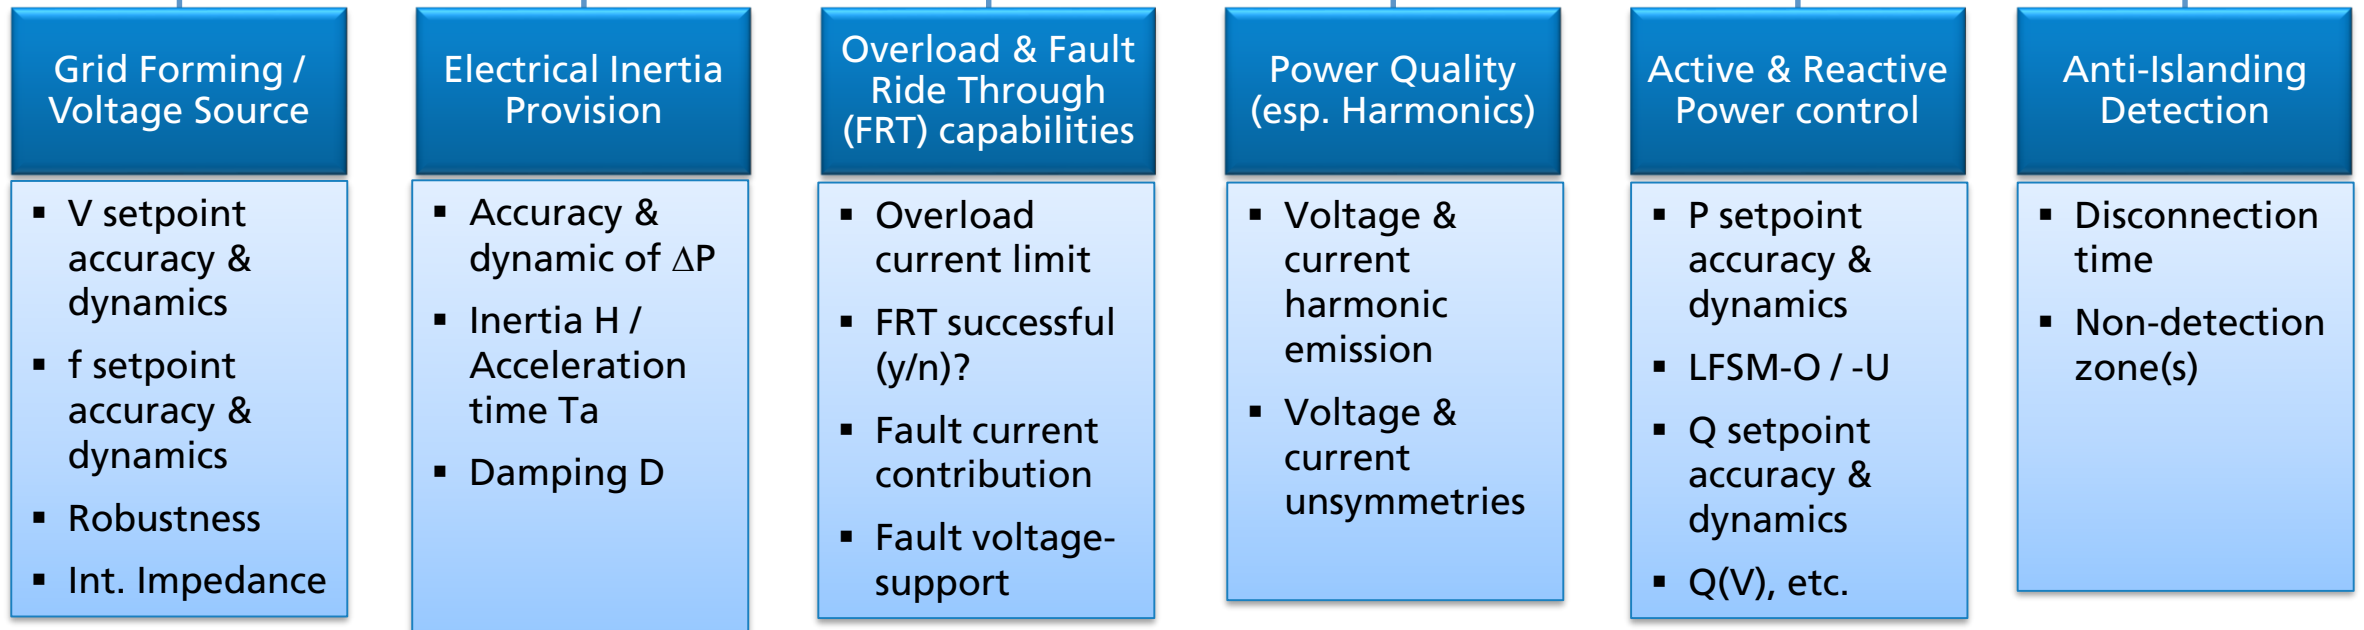 Grid Forming /
Voltage Source
▪ V setpoint
accuracy &
dynamics
▪ f setpoint
accuracy &
dynamics
▪ Robustness
▪ Int. Impedance
Electrical Inertia
Provision
▪ Accuracy &
dynamic of ΔP
▪ Inertia H /
Acceleration
time Ta
▪ Damping D
Overload & Fault
Ride Through
(FRT) capabilities
▪ Overload
current limit
▪ FRT successful
(y/n)?
▪ Fault current
contribution
▪ Fault voltage-
support
Power Quality
(esp. Harmonics)
▪ Voltage &
current
harmonic
emission
▪ Voltage &
current
unsymmetries
Active & Reactive
Power control
▪ P setpoint
accuracy &
dynamics
▪ LFSM-O / -U
▪ Q setpoint
accuracy &
dynamics
▪ Q(V), etc.
Anti-Islanding
Detection
▪ Disconnection
time
▪ Non-detection
zone(s)